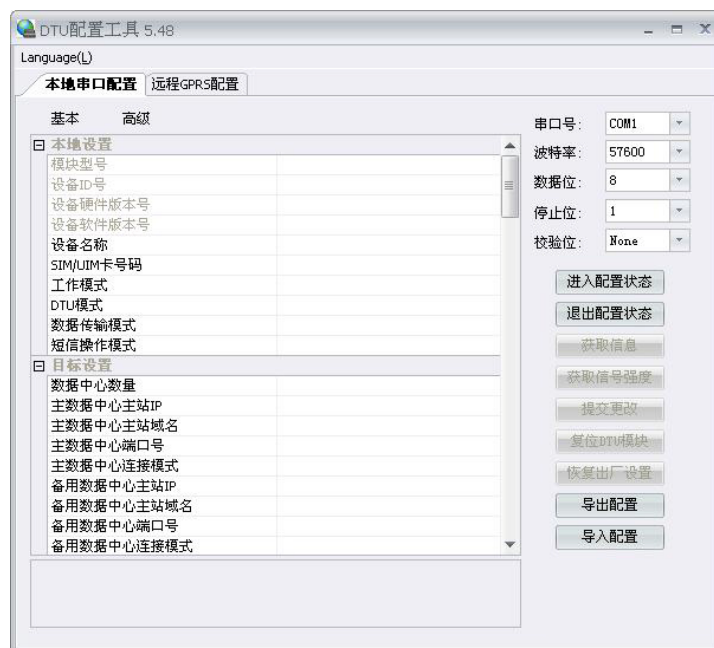 DTU配置工具 5.48
Language(L)
本地串口配置 远程GPRS配置
基本 高级
本地设置
模块型号
设备ID号
设备硬件版本号
设备软件版本号
设备名称
SIM/UIM卡号码
工作模式
DTU模式
数据传输模式
短信操作模式
目标设置
数据中心数量
主数据中心主站IP
主数据中心主站域名
主数据中心端口号
主数据中心连接模式
备用数据中心主站IP
备用数据中心主站域名
备用数据中心端口号
备用数据中心连接模式
串口号: COM1
波特率: 57600
数据位: 8
停止位: 1
校验位: None
进入配置状态
退出配置状态
获取信息
获取信号强度
提交更改
复位DTU模块
恢复出厂设置
导出配置
导入配置